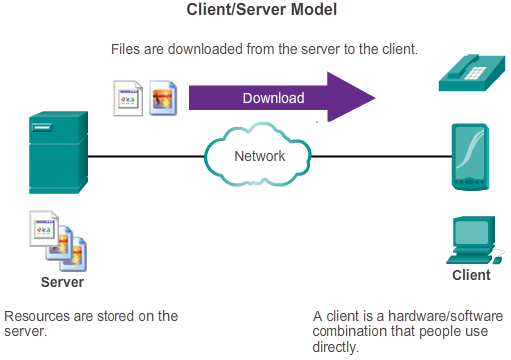 Client/Server Model
Files are downloaded from the server to the client.
Download
Network
Server
Client
Resources are stored on the
server.
A client is a hardware/software
combination that people use
directly.